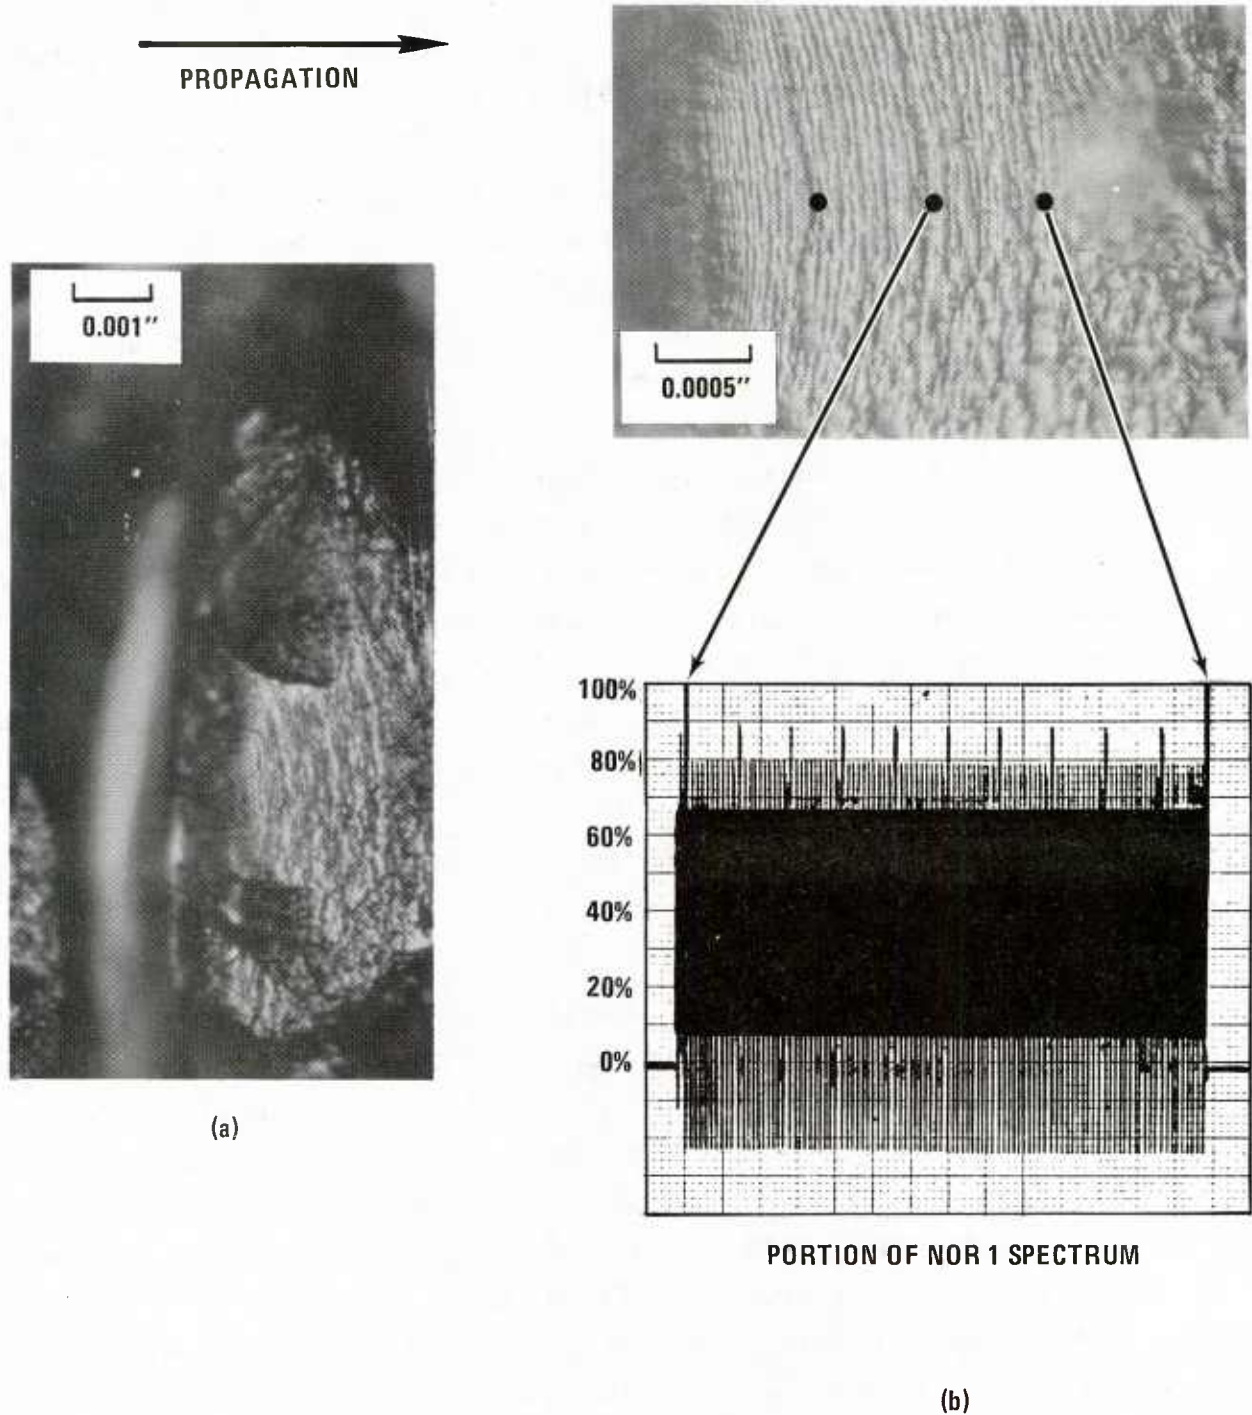 PROPAGATION
0.001″
(a)
0.0005″
100%
80%
60%
40%
20%
0%
PORTION OF NOR 1 SPECTRUM
(b)